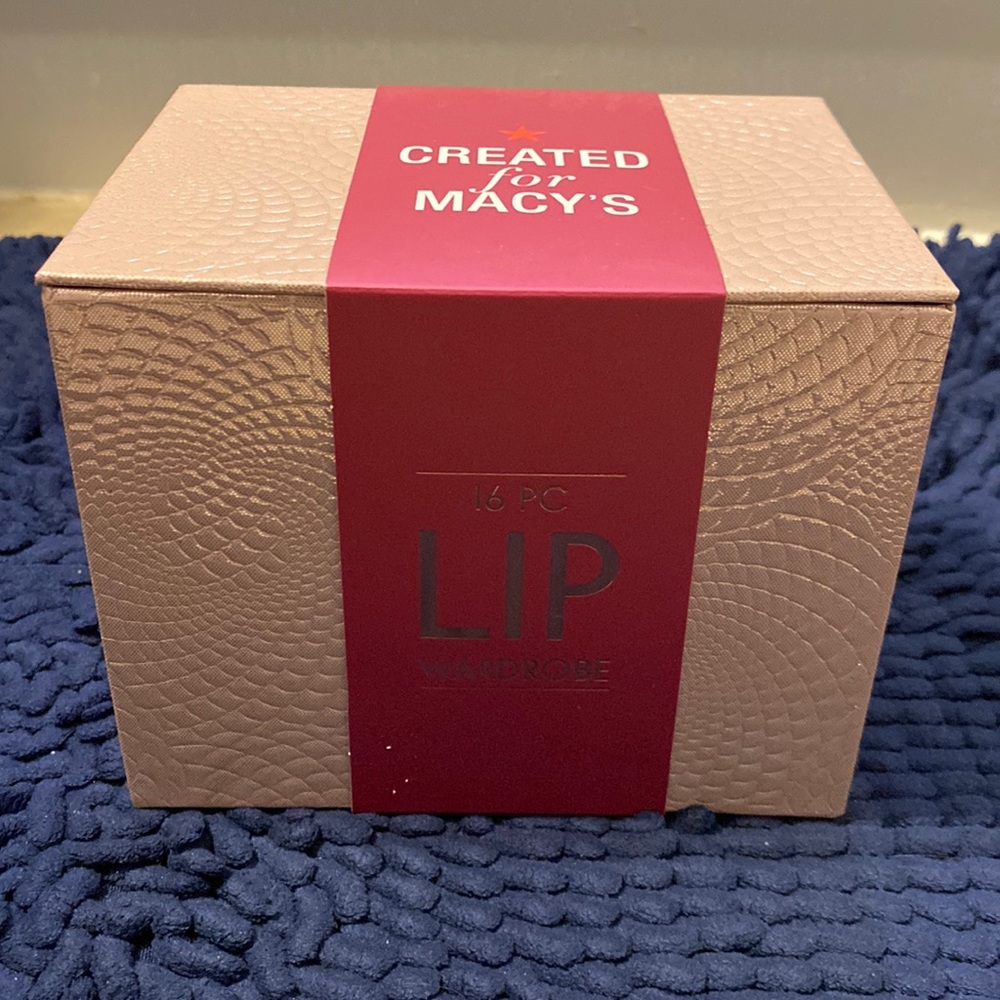 CREATED
for
MACY'S
16 PC
LIP
WARDROBE